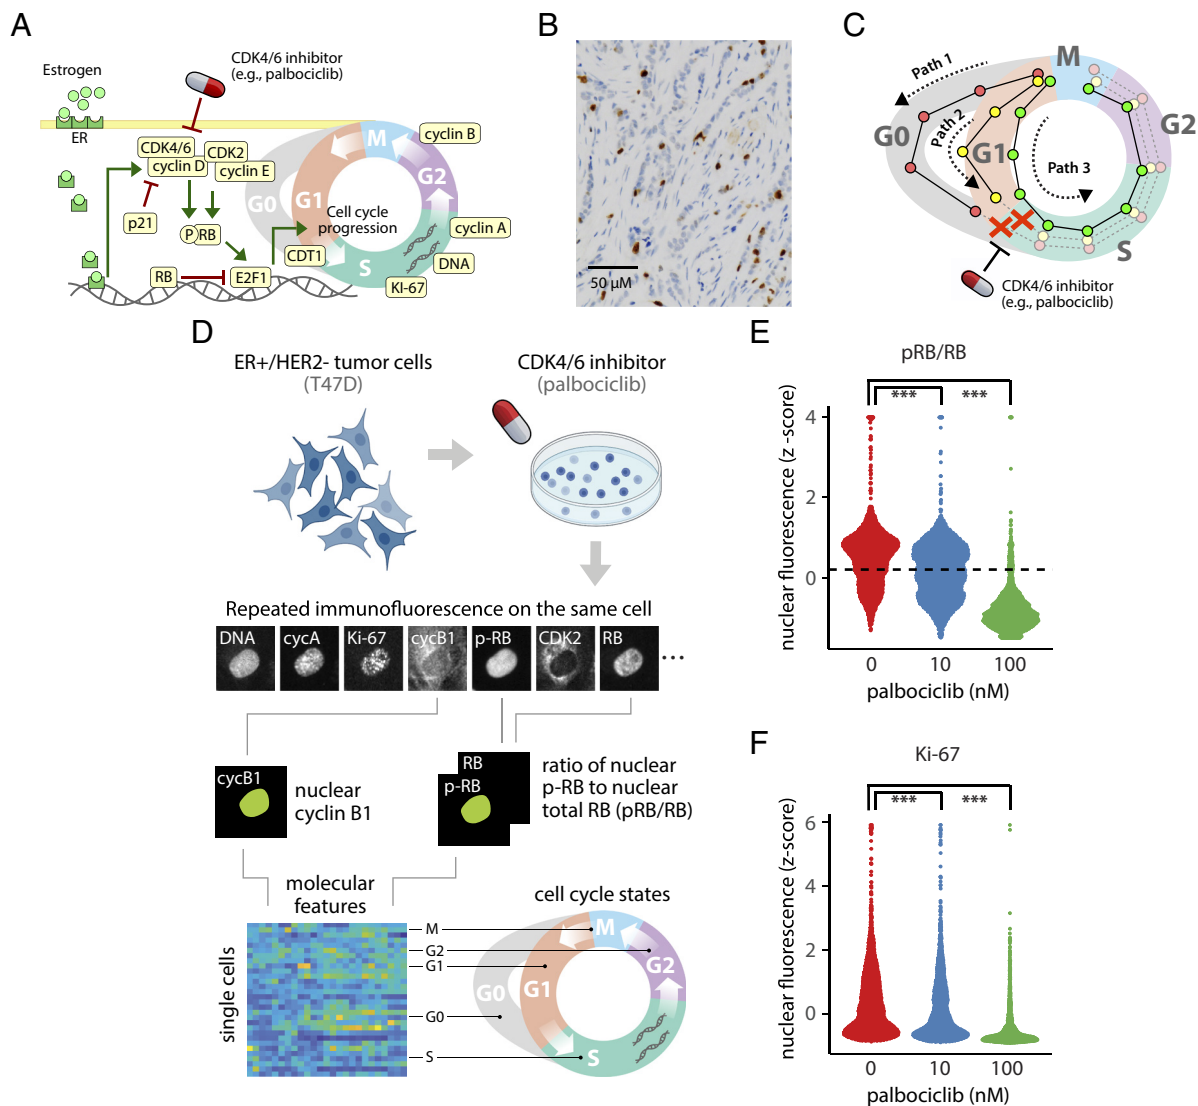 A
CDK4/6 inhibitor
(e.g., palbociclib)
Estrogen
ER
CDK4/6
cyclin D
CDK2
cyclin E
p21
P RB
RB
E2F1
CDT1
Cell cycle
progression
G0
G1
M
G2
S
cyclin B
cyclin A
DNA
KI-67
B
50 µM
C
Path 1
Path 2
Path 3
M
G0
G1
G2
S
CDK4/6 inhibitor
(e.g., palbociclib)
D
ER+/HER2- tumor cells
(T47D)
CDK4/6 inhibitor
(palbociclib)
Repeated immunofluorescence on the same cell
DNA cycA Ki-67 cycB1 p-RB CDK2 RB ...
cycB1
nuclear
cyclin B1
RB
p-RB
ratio of nuclear
p-RB to nuclear
total RB (pRB/RB)
molecular
features
single cells
cell cycle states
M
G2
G1
G0
S
M
G2
G1
G0
S
E
pRB/RB
*** ***
nuclear fluorescence (z -score)
4
2
0
0 10 100
palbociclib (nM)
F
Ki-67
*** ***
nuclear fluorescence (z-score)
6
4
2
0
0 10 100
palbociclib (nM)